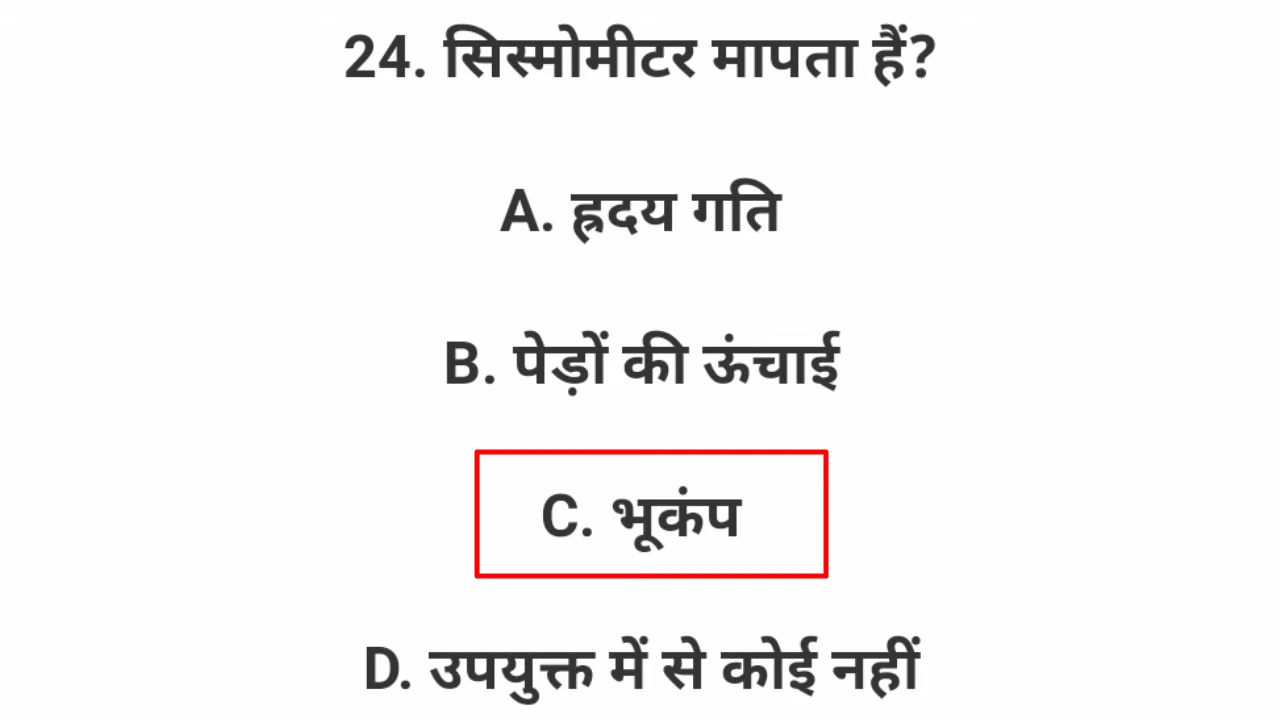 24. सिस्मोमीटर मापता हैं?
A. ह्रदय गति
B. पेड़ों की ऊंचाई
C. भूकंप
D. उपयुक्त में से कोई नहीं